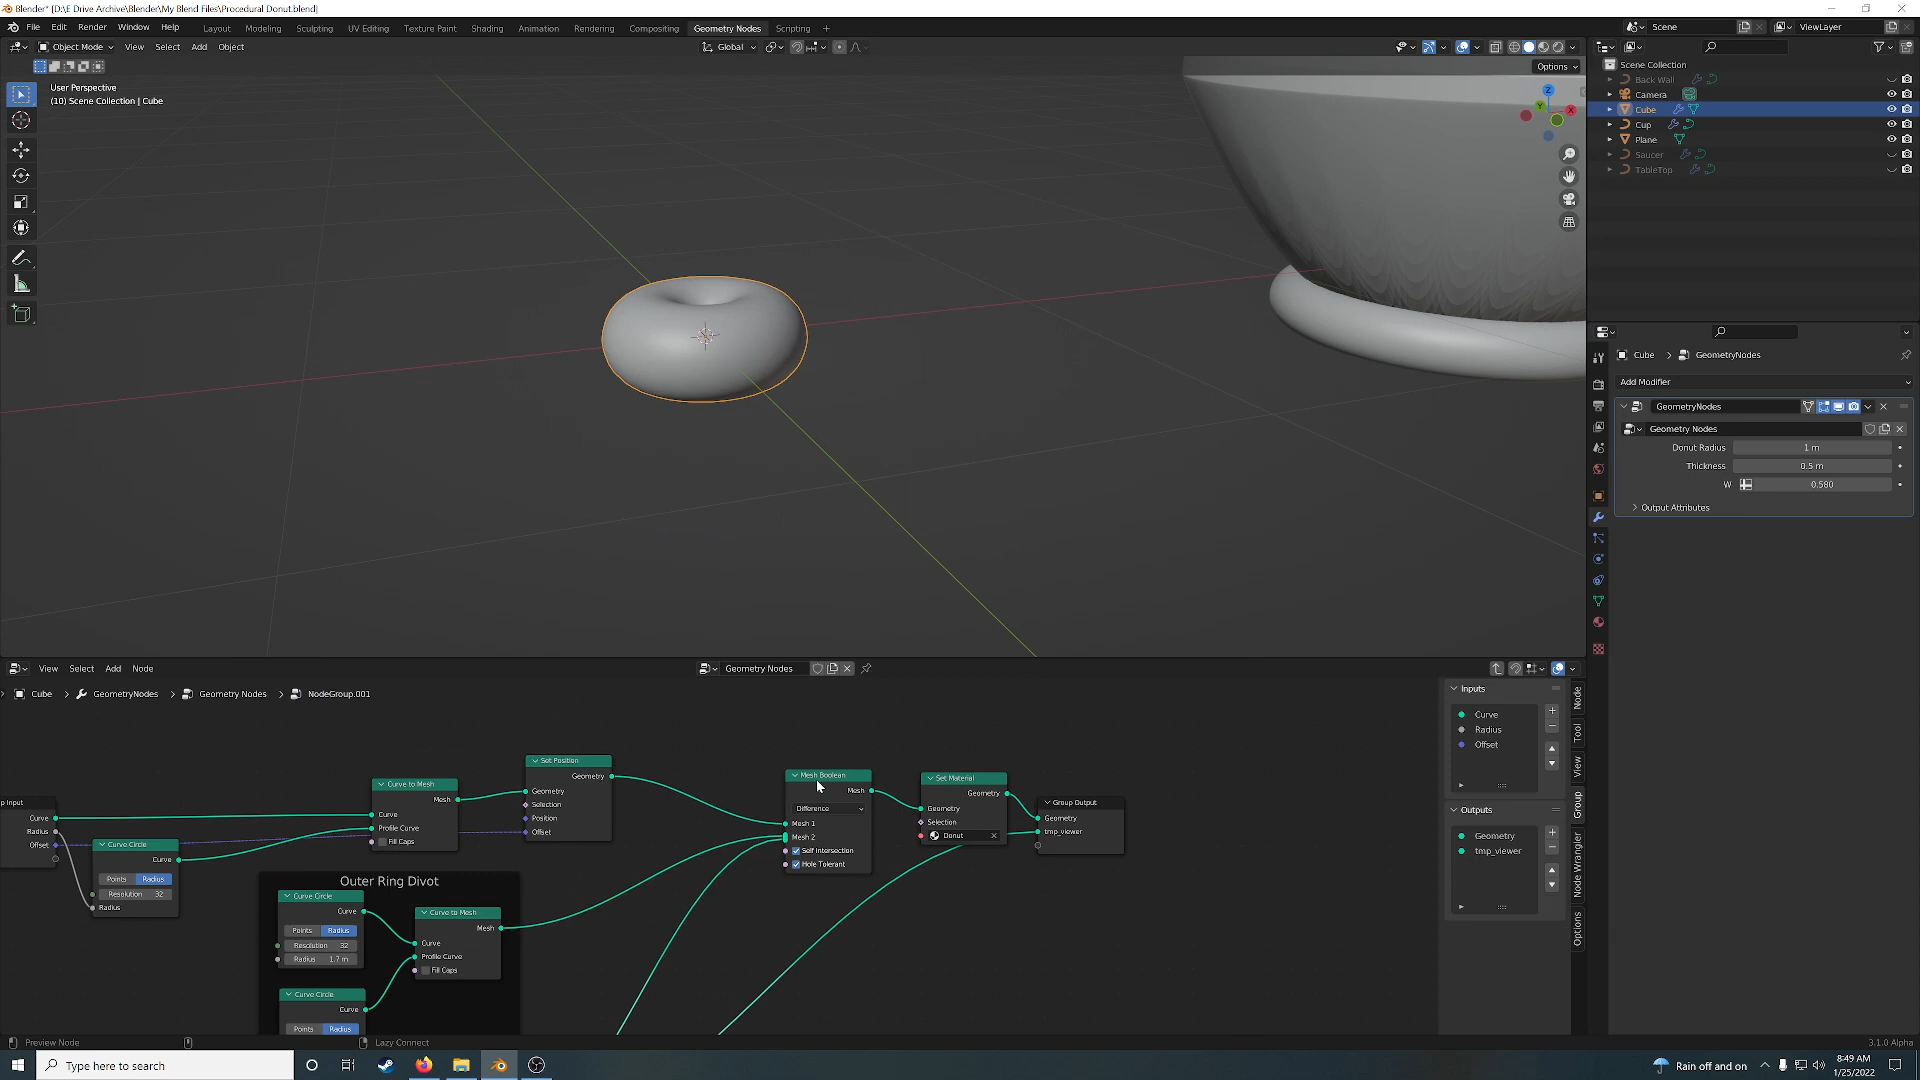 Blender* [D:\E Drive Archive\Blender\My Blend Files\Procedural Donut.blend]
File Edit Render Window Help Layout Modeling Sculpting UV Editing Texture Paint Shading Animation Rendering Compositing Geometry Nodes Scripting + Scene ViewLayer
Object Mode View Select Add Object Global
Options
User Perspective
(10) Scene Collection | Cube
Z
Y
X
Scene Collection
Back Wall
Camera
Cube
Cup
Plane
Saucer
TableTop
Cube > GeometryNodes
Add Modifier
GeometryNodes
Geometry Nodes
Donut Radius 1 m
Thickness 0.5 m
W 0.580
Output Attributes
View Select Add Node Geometry Nodes
Cube > GeometryNodes > Geometry Nodes > NodeGroup.001
p Input
Curve
Radius
Offset
Curve Circle
Curve
Points Radius
Resolution 32
Radius
Curve to Mesh
Mesh
Curve
Profile Curve
Fill Caps
Set Position
Geometry
Geometry
Selection
Position
Offset
Outer Ring Divot
Curve Circle
Curve
Points Radius
Resolution 32
Radius 1.7 m
Curve to Mesh
Mesh
Curve
Profile Curve
Fill Caps
Curve Circle
Curve
Points Radius
Mesh Boolean
Mesh
Difference
Mesh 1
Mesh 2
Self Intersection
Hole Tolerant
Set Material
Geometry
Geometry
Selection
Donut
Group Output
Geometry
tmp_viewer
Inputs
Curve
Radius
Offset
Outputs
Geometry
tmp_viewer
Node
Tool
View
Group
Node Wrangler
Options
Preview Node Lazy Connect 3.1.0 Alpha
Type here to search
Rain off and on
8:49 AM
1/25/2022